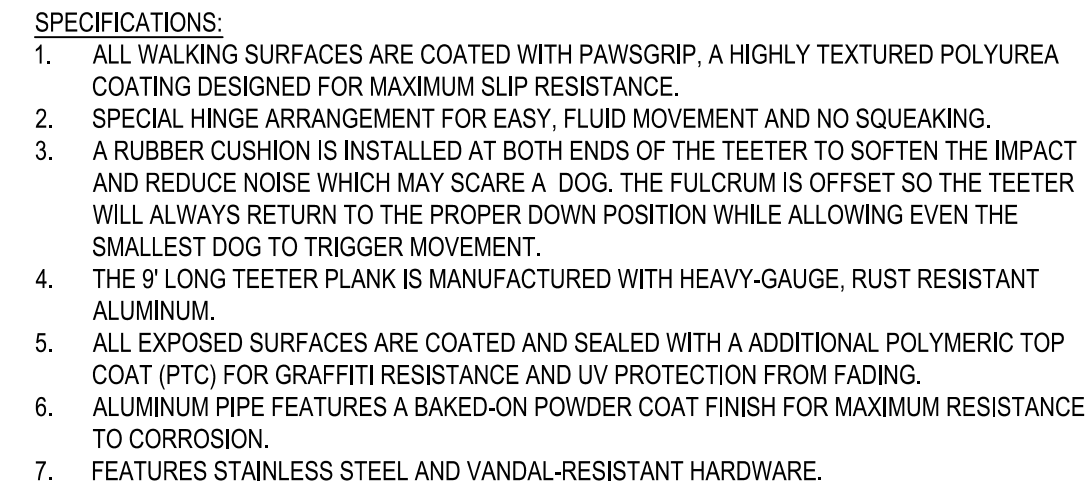 SPECIFICATIONS:
1. ALL WALKING SURFACES ARE COATED WITH PAWSGRIP, A HIGHLY TEXTURED POLYUREA
COATING DESIGNED FOR MAXIMUM SLIP RESISTANCE.
2. SPECIAL HINGE ARRANGEMENT FOR EASY, FLUID MOVEMENT AND NO SQUEAKING.
3. A RUBBER CUSHION IS INSTALLED AT BOTH ENDS OF THE TEETER TO SOFTEN THE IMPACT
AND REDUCE NOISE WHICH MAY SCARE A DOG. THE FULCRUM IS OFFSET SO THE TEETER
WILL ALWAYS RETURN TO THE PROPER DOWN POSITION WHILE ALLOWING EVEN THE
SMALLEST DOG TO TRIGGER MOVEMENT.
4. THE 9' LONG TEETER PLANK IS MANUFACTURED WITH HEAVY-GAUGE, RUST RESISTANT
ALUMINUM.
5. ALL EXPOSED SURFACES ARE COATED AND SEALED WITH A ADDITIONAL POLYMERIC TOP
COAT (PTC) FOR GRAFFITI RESISTANCE AND UV PROTECTION FROM FADING.
6. ALUMINUM PIPE FEATURES A BAKED-ON POWDER COAT FINISH FOR MAXIMUM RESISTANCE
TO CORROSION.
7. FEATURES STAINLESS STEEL AND VANDAL-RESISTANT HARDWARE.